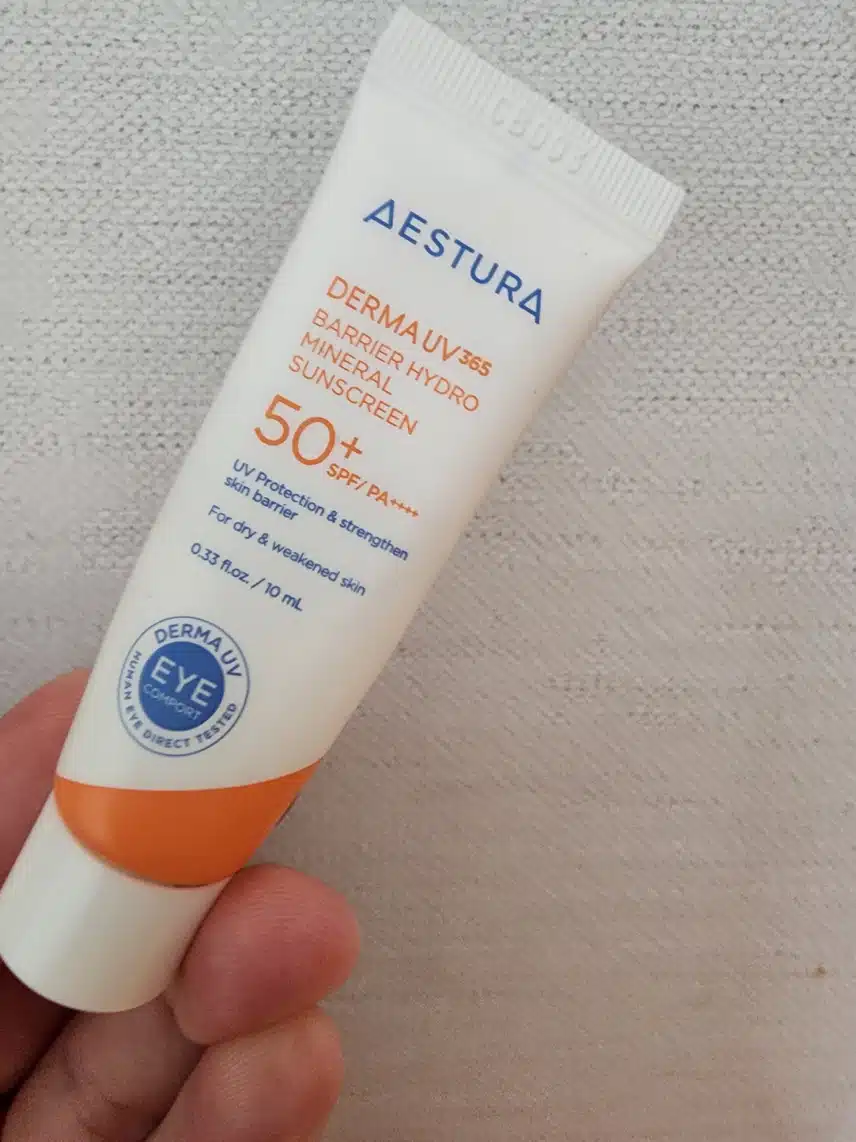 AESTURA
DERMA UV365
BARRIER HYDRO
MINERAL
SUNSCREEN
50+
SPF/PA++++
UV Protection & strengthen
skin barrier
For dry & weakened skin
0.33 fl.oz. / 10 mL
DERMA UV
EYE
COMFORT
HUMAN EYE DIRECT TESTED